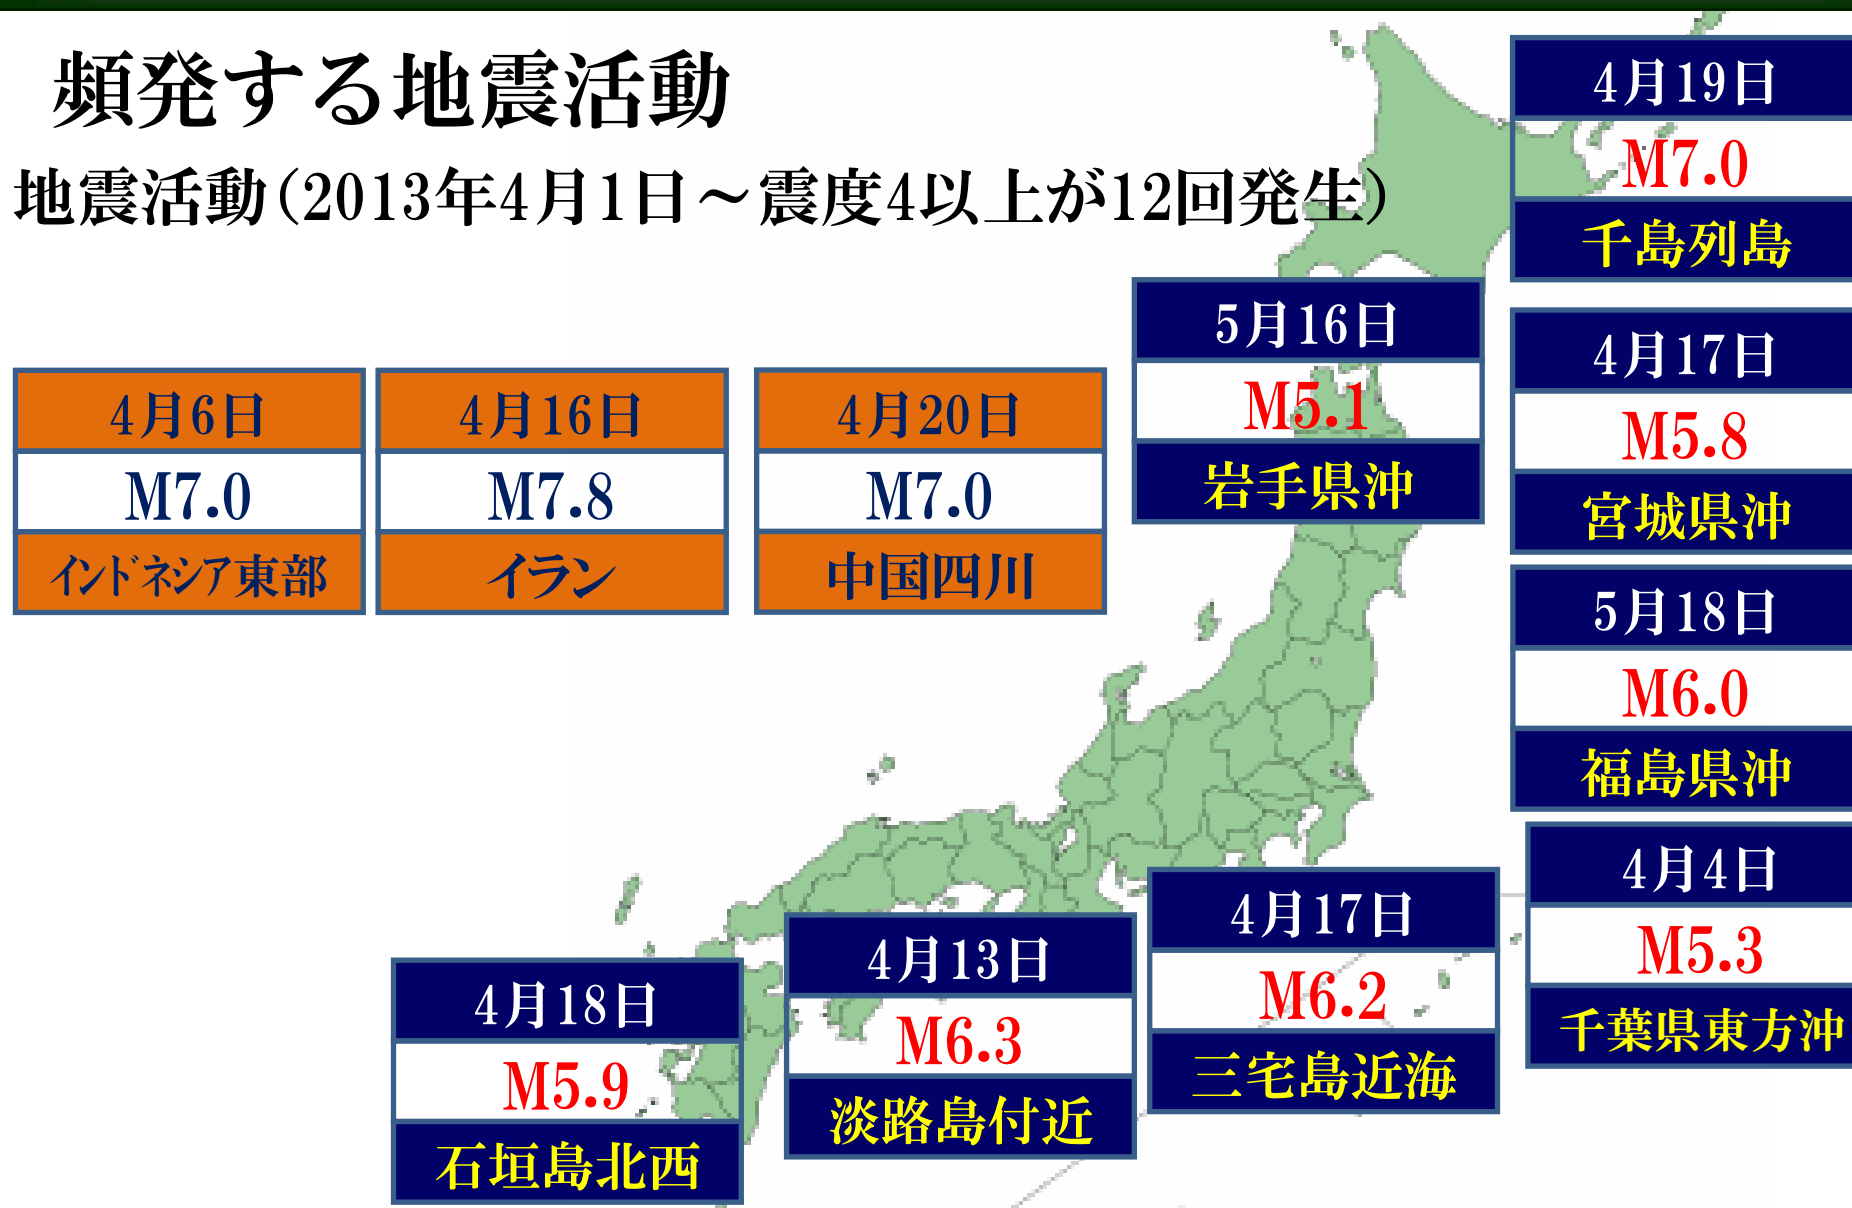 頻発する地震活動
地震活動(2013年4月1日～震度4以上が12回発生)
4月19日
M7.0
千島列島
5月16日
M5.1
岩手県沖
4月17日
M5.8
宮城県沖
4月6日
M7.0
インドネシア東部
4月16日
M7.8
イラン
4月20日
M7.0
中国四川
5月18日
M6.0
福島県沖
4月4日
M5.3
千葉県東方沖
4月17日
M6.2
三宅島近海
4月13日
M6.3
淡路島付近
4月18日
M5.9
石垣島北西